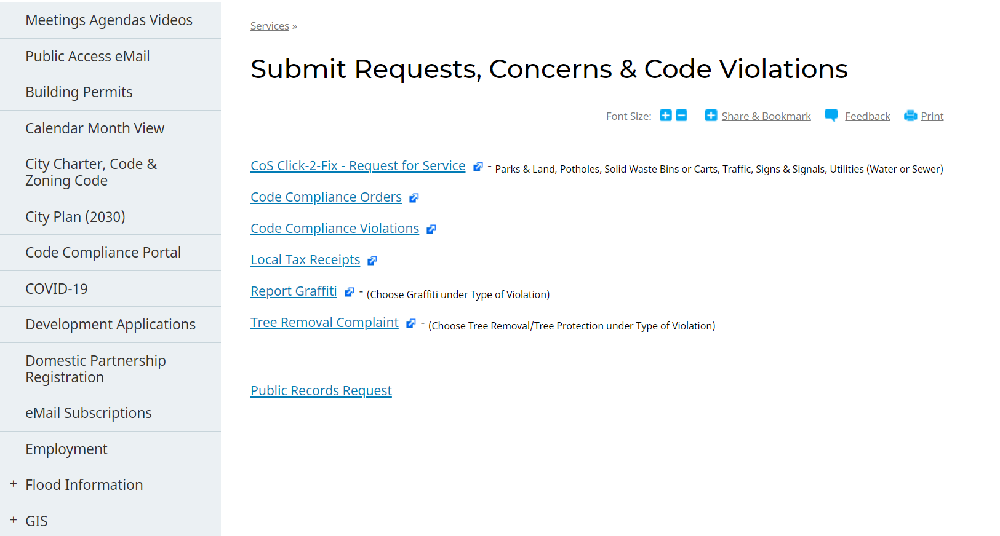 Meetings Agendas Videos
Public Access eMail
Building Permits
Calendar Month View
City Charter, Code &
Zoning Code
City Plan (2030)
Code Compliance Portal
COVID-19
Development Applications
Domestic Partnership
Registration
eMail Subscriptions
Employment
+ Flood Information
+ GIS
Services »
Submit Requests, Concerns & Code Violations
Font Size: Share & Bookmark Feedback Print
CoS Click-2-Fix - Request for Service - Parks & Land, Potholes, Solid Waste Bins or Carts, Traffic, Signs & Signals, Utilities (Water or Sewer)
Code Compliance Orders
Code Compliance Violations
Local Tax Receipts
Report Graffiti - (Choose Graffiti under Type of Violation)
Tree Removal Complaint - (Choose Tree Removal/Tree Protection under Type of Violation)
Public Records Request